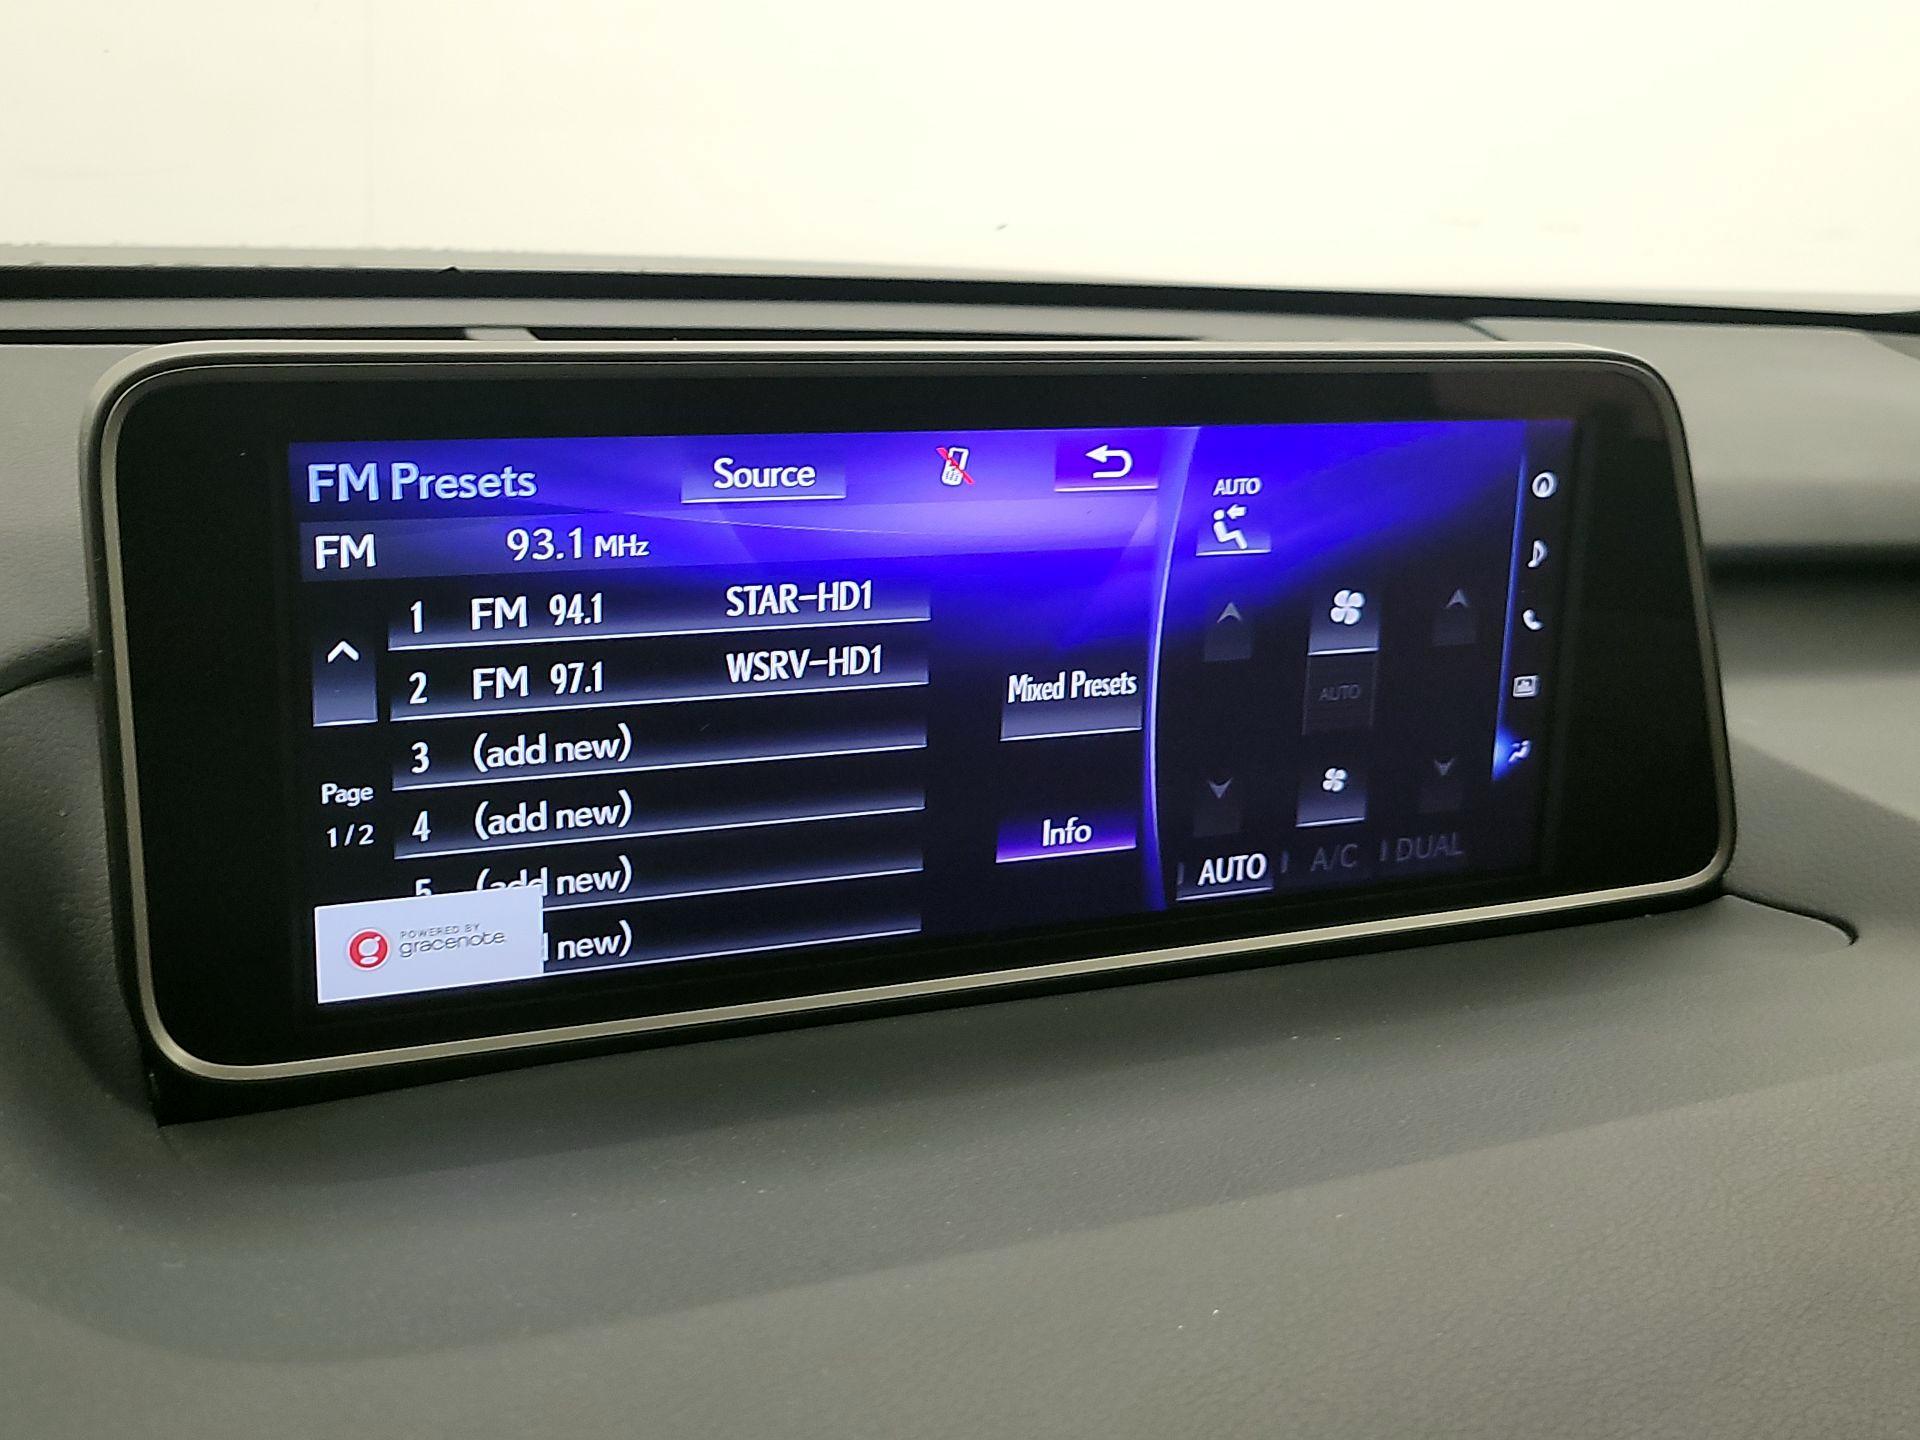 FM Presets
Source
FM 93.1 MHz
1 FM 94.1 STAR-HD1
2 FM 97.1 WSRV-HD1
3 (add new)
4 (add new)
5 (add new)
new)
Page
1/2
Mixed Presets
Info
POWERED BY
gracenote.
AUTO
AUTO
AUTO A/C DUAL